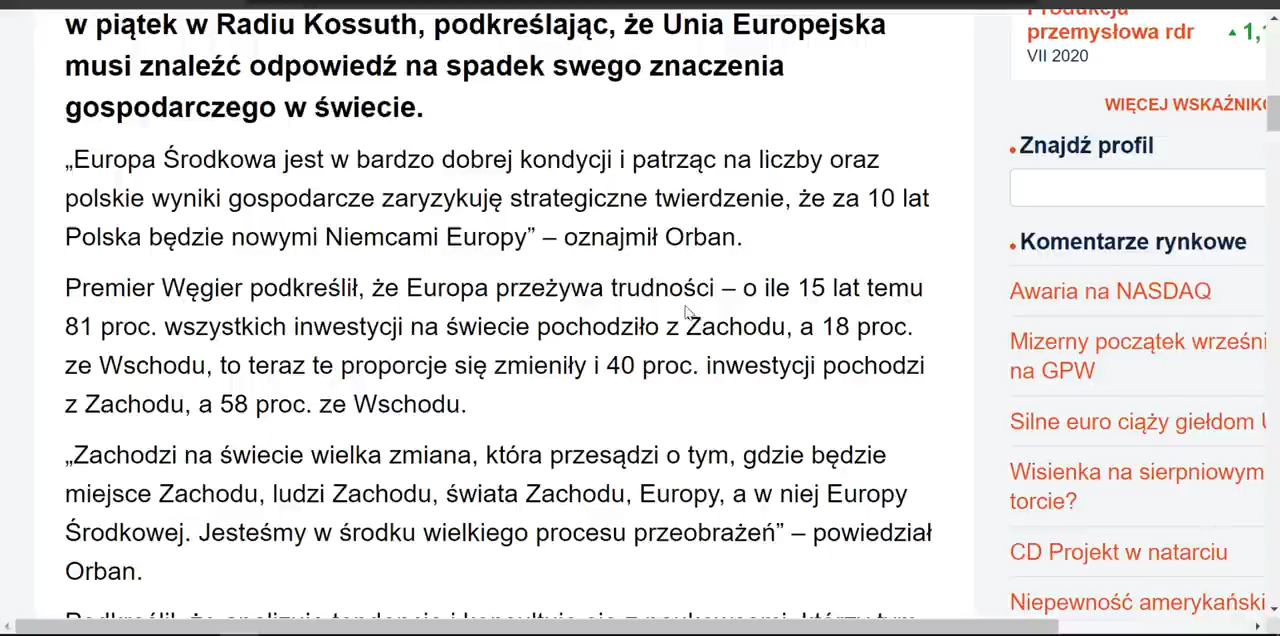 w piątek w Radiu Kossuth, podkreślając, że Unia Europejska
musi znaleźć odpowiedź na spadek swego znaczenia
gospodarczego w świecie.
„Europa Środkowa jest w bardzo dobrej kondycji i patrząc na liczby oraz
polskie wyniki gospodarcze zaryzykuję strategiczne twierdzenie, że za 10 lat
Polska będzie nowymi Niemcami Europy” – oznajmił Orban.
Premier Węgier podkreślił, że Europa przeżywa trudności – o ile 15 lat temu
81 proc. wszystkich inwestycji na świecie pochodziło z Zachodu, a 18 proc.
ze Wschodu, to teraz te proporcje się zmieniły i 40 proc. inwestycji pochodzi
z Zachodu, a 58 proc. ze Wschodu.
„Zachodzi na świecie wielka zmiana, która przesądzi o tym, gdzie będzie
miejsce Zachodu, ludzi Zachodu, świata Zachodu, Europy, a w niej Europy
Środkowej. Jesteśmy w środku wielkiego procesu przeobrażeń” – powiedział
Orban.
Produkcja
przemysłowa rdr
1,
VII 2020
WIĘCEJ WSKAŹNIKÓ
Znajdź profil
Komentarze rynkowe
Awaria na NASDAQ
Mizerny początek wrześni
na GPW
Silne euro ciąży giełdom
Wisienka na sierpniowym
torcie?
CD Projekt w natarciu
Niepewność amerykański